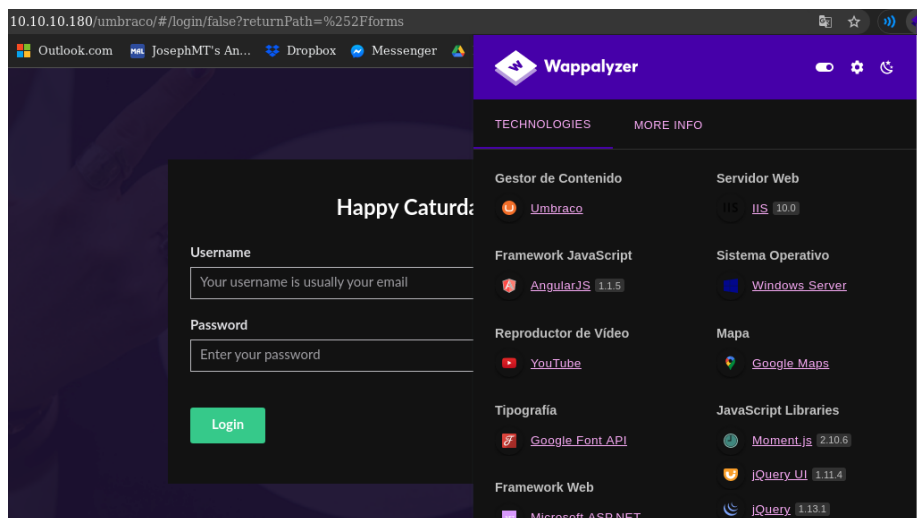 10.10.10.180/umbraco/#/login/false?returnPath=%252Fforms
Outlook.com JosephMT's An... Dropbox Messenger
Wappalyzer
TECHNOLOGIES MORE INFO
Happy Caturda
Username
Your username is usually your email
Password
Enter your password
Login
Gestor de Contenido
Umbraco
Framework JavaScript
AngularJS 1.1.5
Reproductor de Vídeo
YouTube
Tipografía
Google Font API
Framework Web
Microsoft ASP.NET
Servidor Web
IIS IIS 10.0
Sistema Operativo
Windows Server
Mapa
Google Maps
JavaScript Libraries
Moment.js 2.10.6
jQuery UI 1.11.4
jQuery 1.13.1